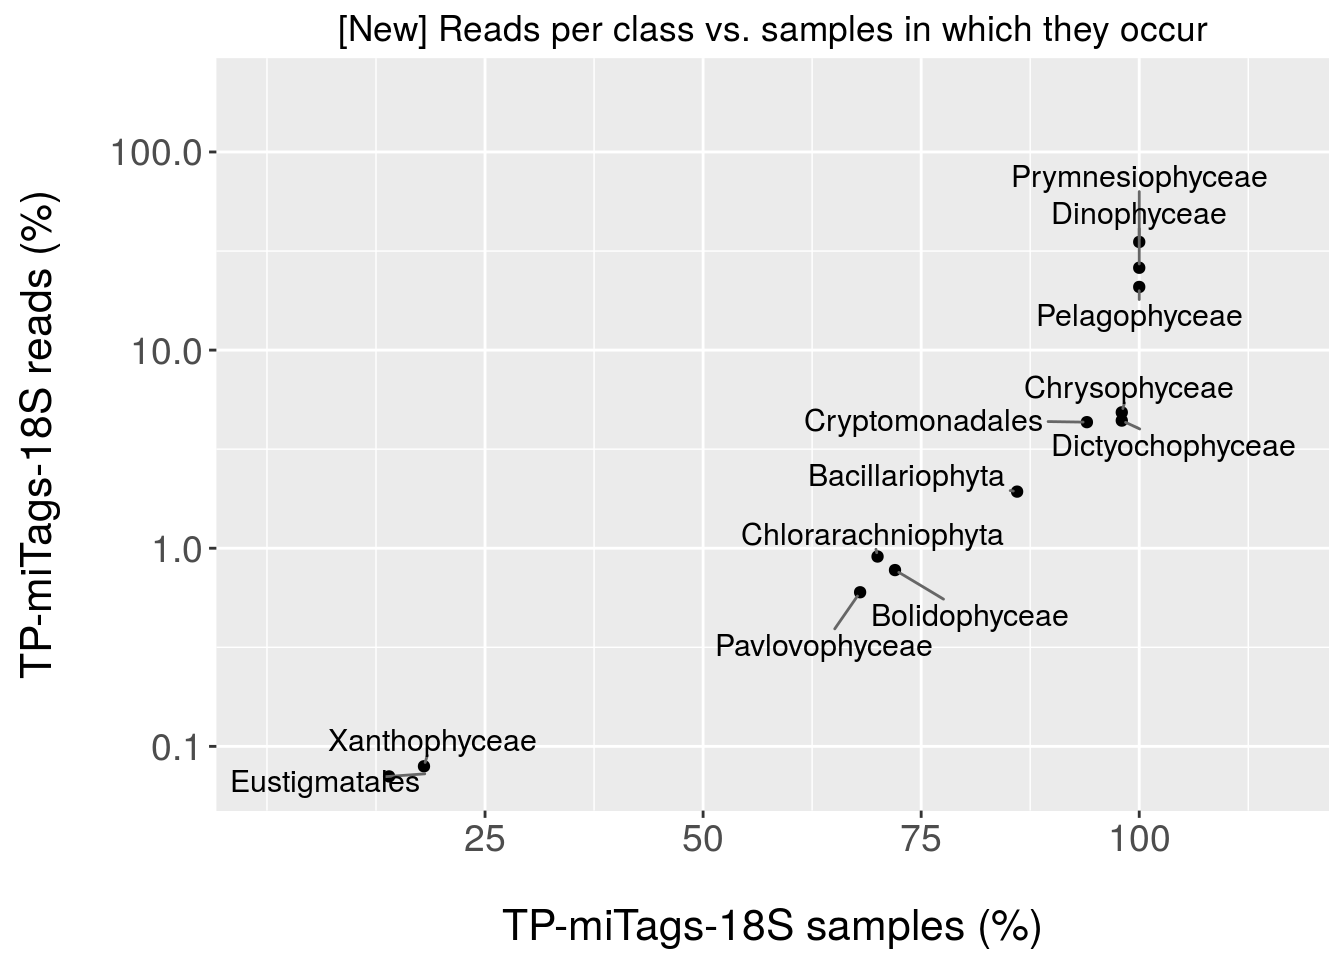 [New] Reads per class vs. samples in which they occur
TP-miTags-18S reads (%)
100.0
10.0
1.0
0.1
Prymnesiophyceae
Dinophyceae
Pelagophyceae
Chrysophyceae
Cryptomonadales
Dictyochophyceae
Bacillariophyta
Chlorarachniophyta
Bolidophyceae
Pavlovophyceae
Xanthophyceae
Eustigmatales
25 50 75 100
TP-miTags-18S samples (%)